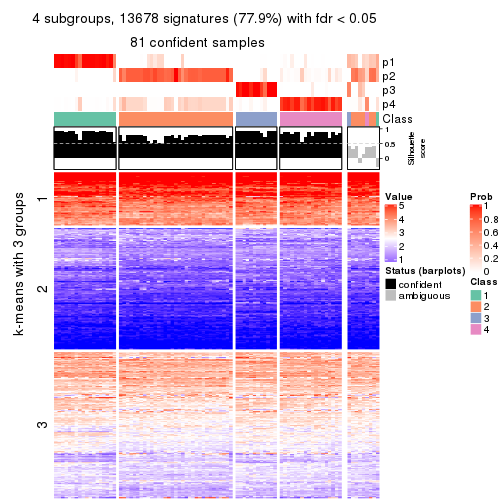 4 subgroups, 13678 signatures (77.9%) with fdr < 0.05
81 confident samples
p1
p2
p3
p4
Class
1
0.5
0
Silhouette
score
k-means with 3 groups
1
2
3
Value
5
4
3
2
1
Status (barplots)
confident
ambiguous
Prob
1
0.8
0.6
0.4
0.2
0
Class
1
2
3
4